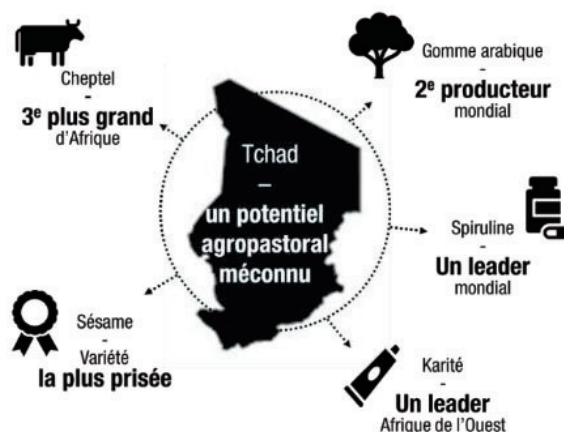 Cheptel
–
3e plus grand
d'Afrique
Gomme arabique
–
2e producteur
mondial
Tchad
–
un potentiel
agropastoral
méconnu
Spiruline
–
Un leader
mondial
Sésame
–
Variété
la plus prisée
Karité
–
Un leader
Afrique de l'Ouest